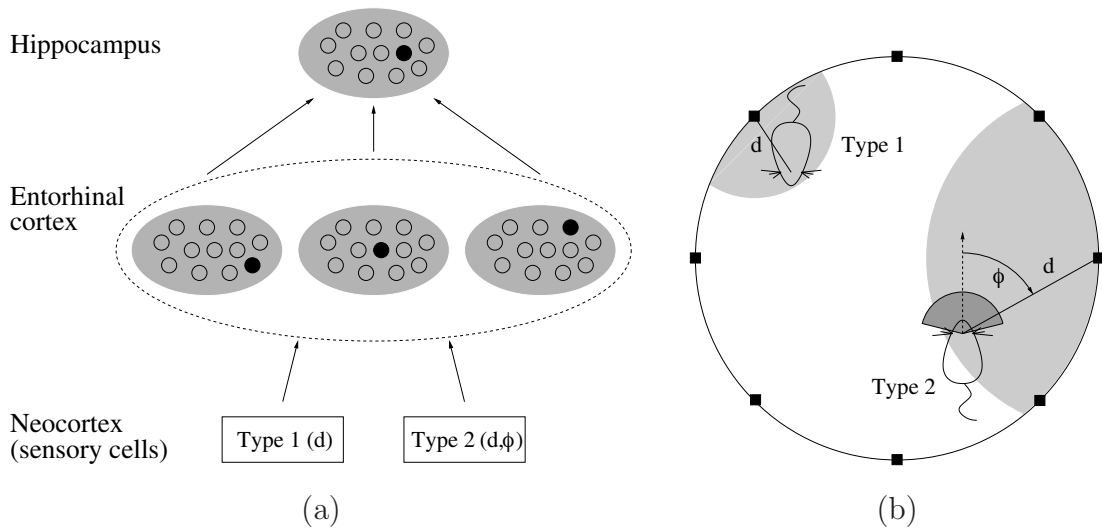 Hippocampus
Entorhinal
cortex
Neocortex
(sensory cells)
Type 1 (d)
Type 2 (d,ϕ)
(a)
d
Type 1
ϕ
d
Type 2
(b)